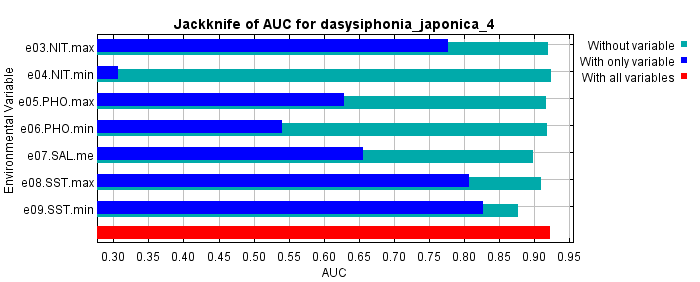 Jackknife of AUC for dasysiphonia_japonica_4
Environmental Variable
e03.NIT.max
e04.NIT.min
e05.PHO.max
e06.PHO.min
e07.SAL.me
e08.SST.max
e09.SST.min
0.30 0.35 0.40 0.45 0.50 0.55 0.60 0.65 0.70 0.75 0.80 0.85 0.90 0.95
AUC
Without variable
With only variable
With all variables